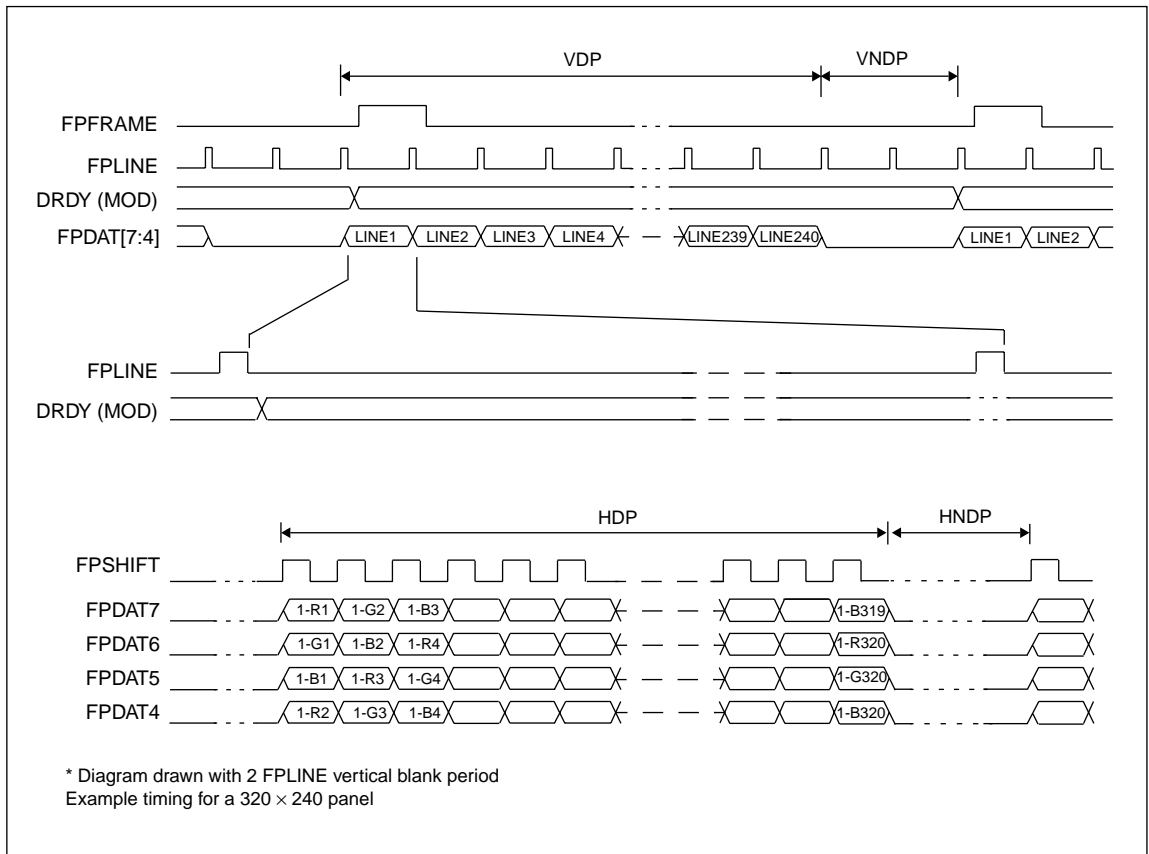 VDP VNDP
FPFRAME
FPLINE
DRDY (MOD)
FPDAT[7:4] LINE1 LINE2 LINE3 LINE4 LINE239 LINE240 LINE1 LINE2
FPLINE
DRDY (MOD)
HDP HNDP
FPSHIFT
FPDAT7 1-R1 1-G2 1-B3 1-B319
FPDAT6 1-G1 1-B2 1-R4 1-R320
FPDAT5 1-B1 1-R3 1-G4 1-G320
FPDAT4 1-R2 1-G3 1-B4 1-B320
* Diagram drawn with 2 FPLINE vertical blank period
Example timing for a 320 × 240 panel